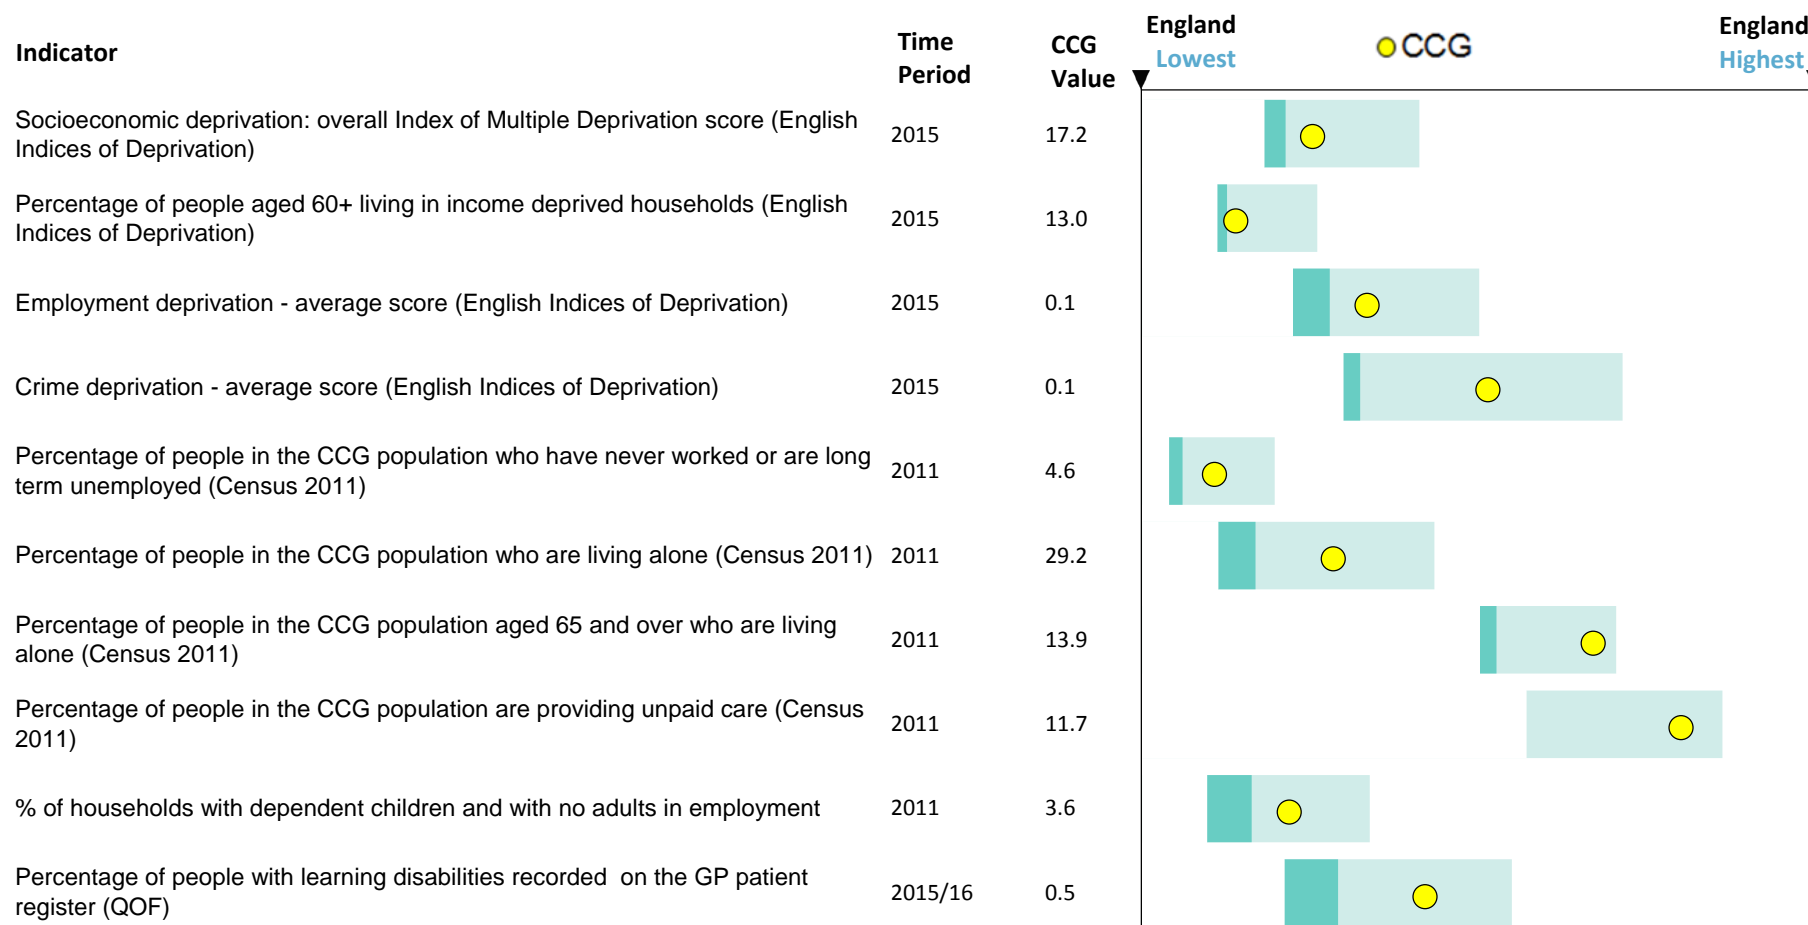 Indicator
Time
Period
CCG
Value
England
Lowest
CCG
England
Highest
Socioeconomic deprivation: overall Index of Multiple Deprivation score (English
Indices of Deprivation)
2015
17.2
Percentage of people aged 60+ living in income deprived households (English
Indices of Deprivation)
2015
13.0
Employment deprivation - average score (English Indices of Deprivation)
2015
0.1
Crime deprivation - average score (English Indices of Deprivation)
2015
0.1
Percentage of people in the CCG population who have never worked or are long
term unemployed (Census 2011)
2011
4.6
Percentage of people in the CCG population who are living alone (Census 2011)
2011
29.2
Percentage of people in the CCG population aged 65 and over who are living
alone (Census 2011)
2011
13.9
Percentage of people in the CCG population are providing unpaid care (Census
2011)
2011
11.7
% of households with dependent children and with no adults in employment
2011
3.6
Percentage of people with learning disabilities recorded  on the GP patient
register (QOF)
2015/16
0.5